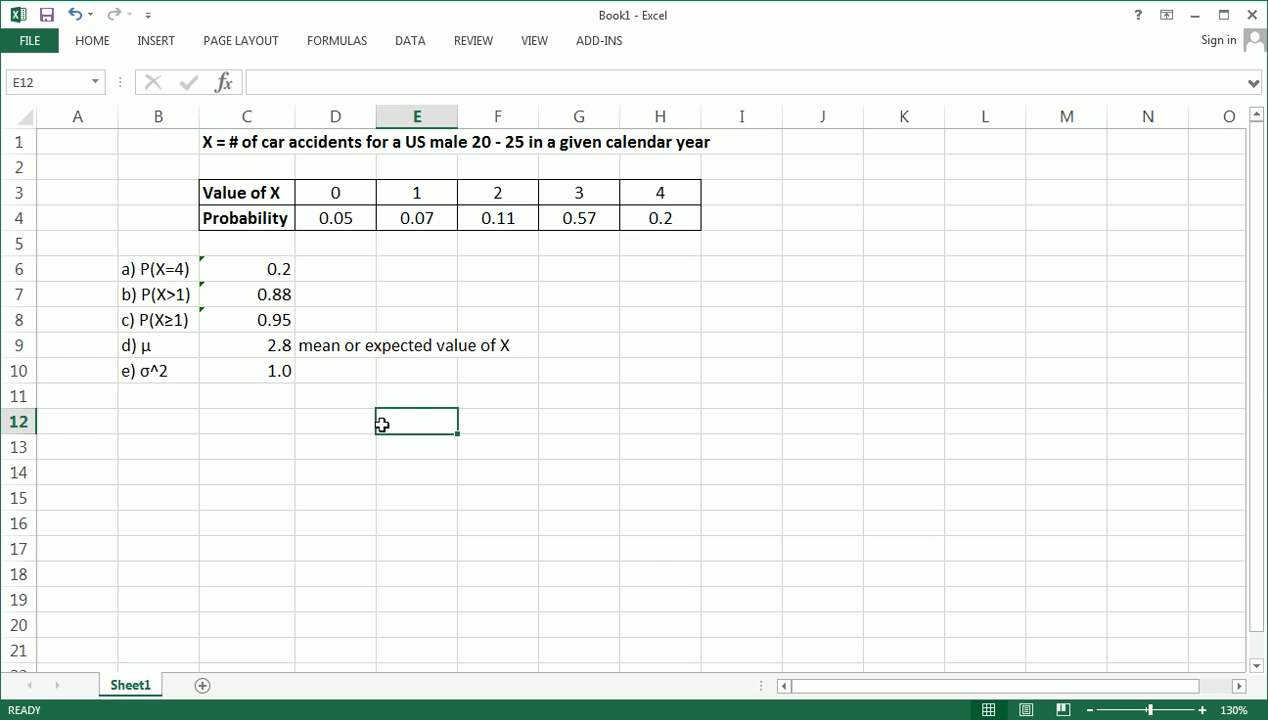 Book1 - Excel
? 
Sign in
FILE HOME INSERT PAGE LAYOUT FORMULAS DATA REVIEW VIEW ADD-INS
E12 fx
A B C D E F G H I J K L M N O
1 X = # of car accidents for a US male 20 - 25 in a given calendar year
2
3 Value of X 0 1 2 3 4
4 Probability 0.05 0.07 0.11 0.57 0.2
5
6 a) P(X=4) 0.2
7 b) P(X>1) 0.88
8 c) P(X≥1) 0.95
9 d) μ 2.8 mean or expected value of X
10 e) σ^2 1.0
11
12
13
14
15
16
17
18
19
20
21
Sheet1
READY 130%